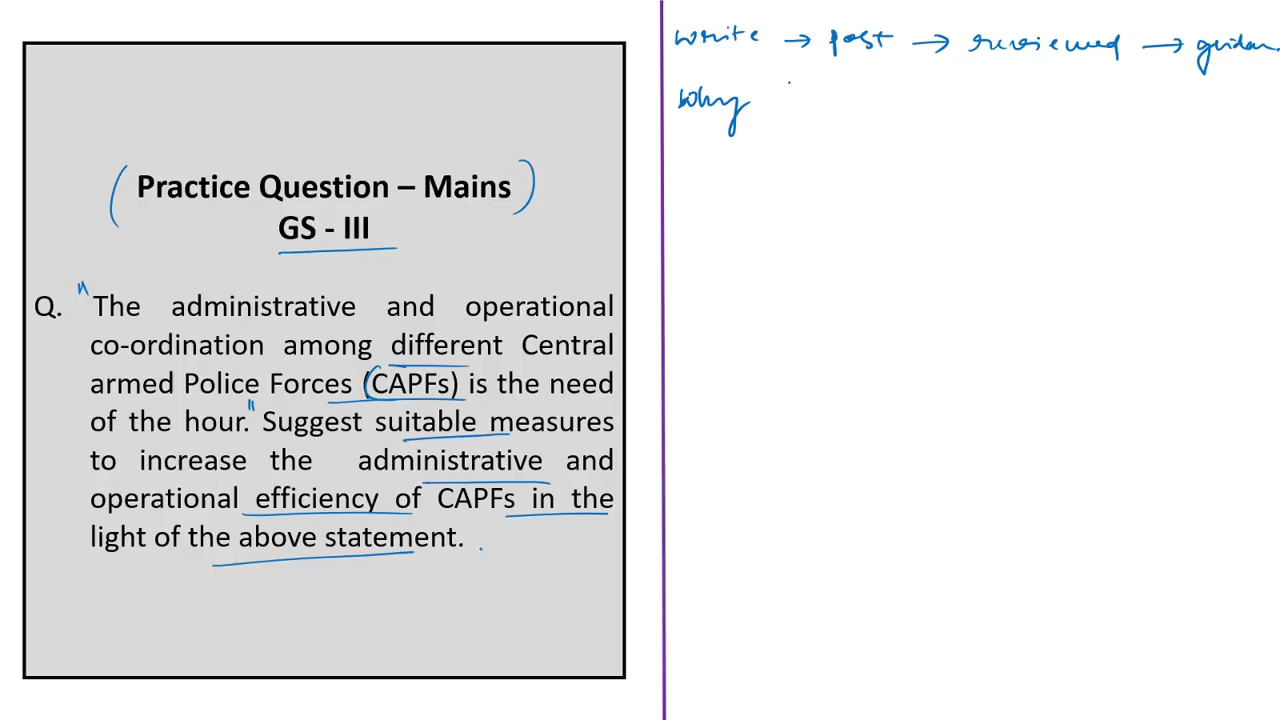 Practice Question – Mains
GS - III
Q. "The administrative and operational
co-ordination among different Central
armed Police Forces (CAPFs) is the need
of the hour." Suggest suitable measures
to increase the administrative and
operational efficiency of CAPFs in the
light of the above statement.
write → post → reviewed → guidan
why